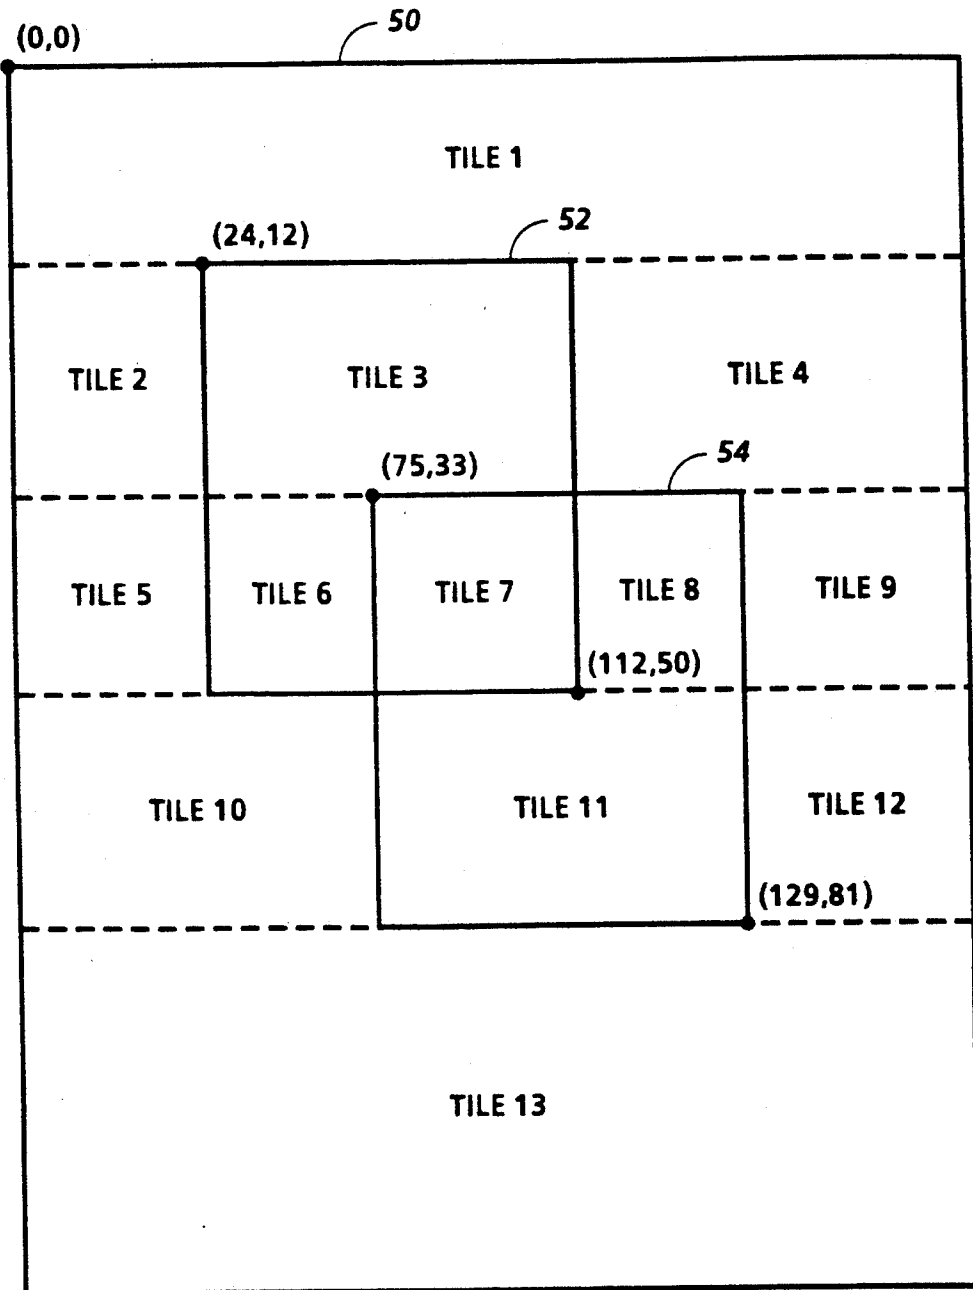 (0,0)
50
TILE 1
(24,12)
52
TILE 2
TILE 3
TILE 4
(75,33)
54
TILE 5
TILE 6
TILE 7
TILE 8
TILE 9
(112,50)
TILE 10
TILE 11
TILE 12
(129,81)
TILE 13